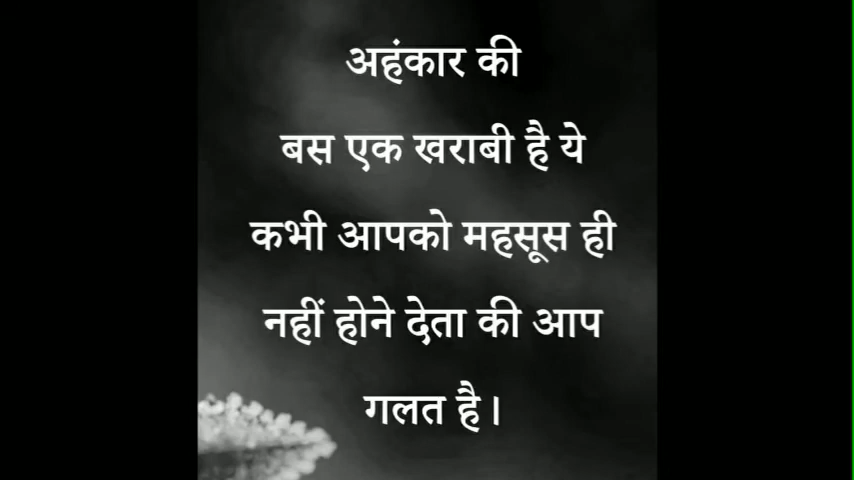 अहंकार की
बस एक खराबी है ये
कभी आपको महसूस ही
नहीं होने देता की आप
गलत है।